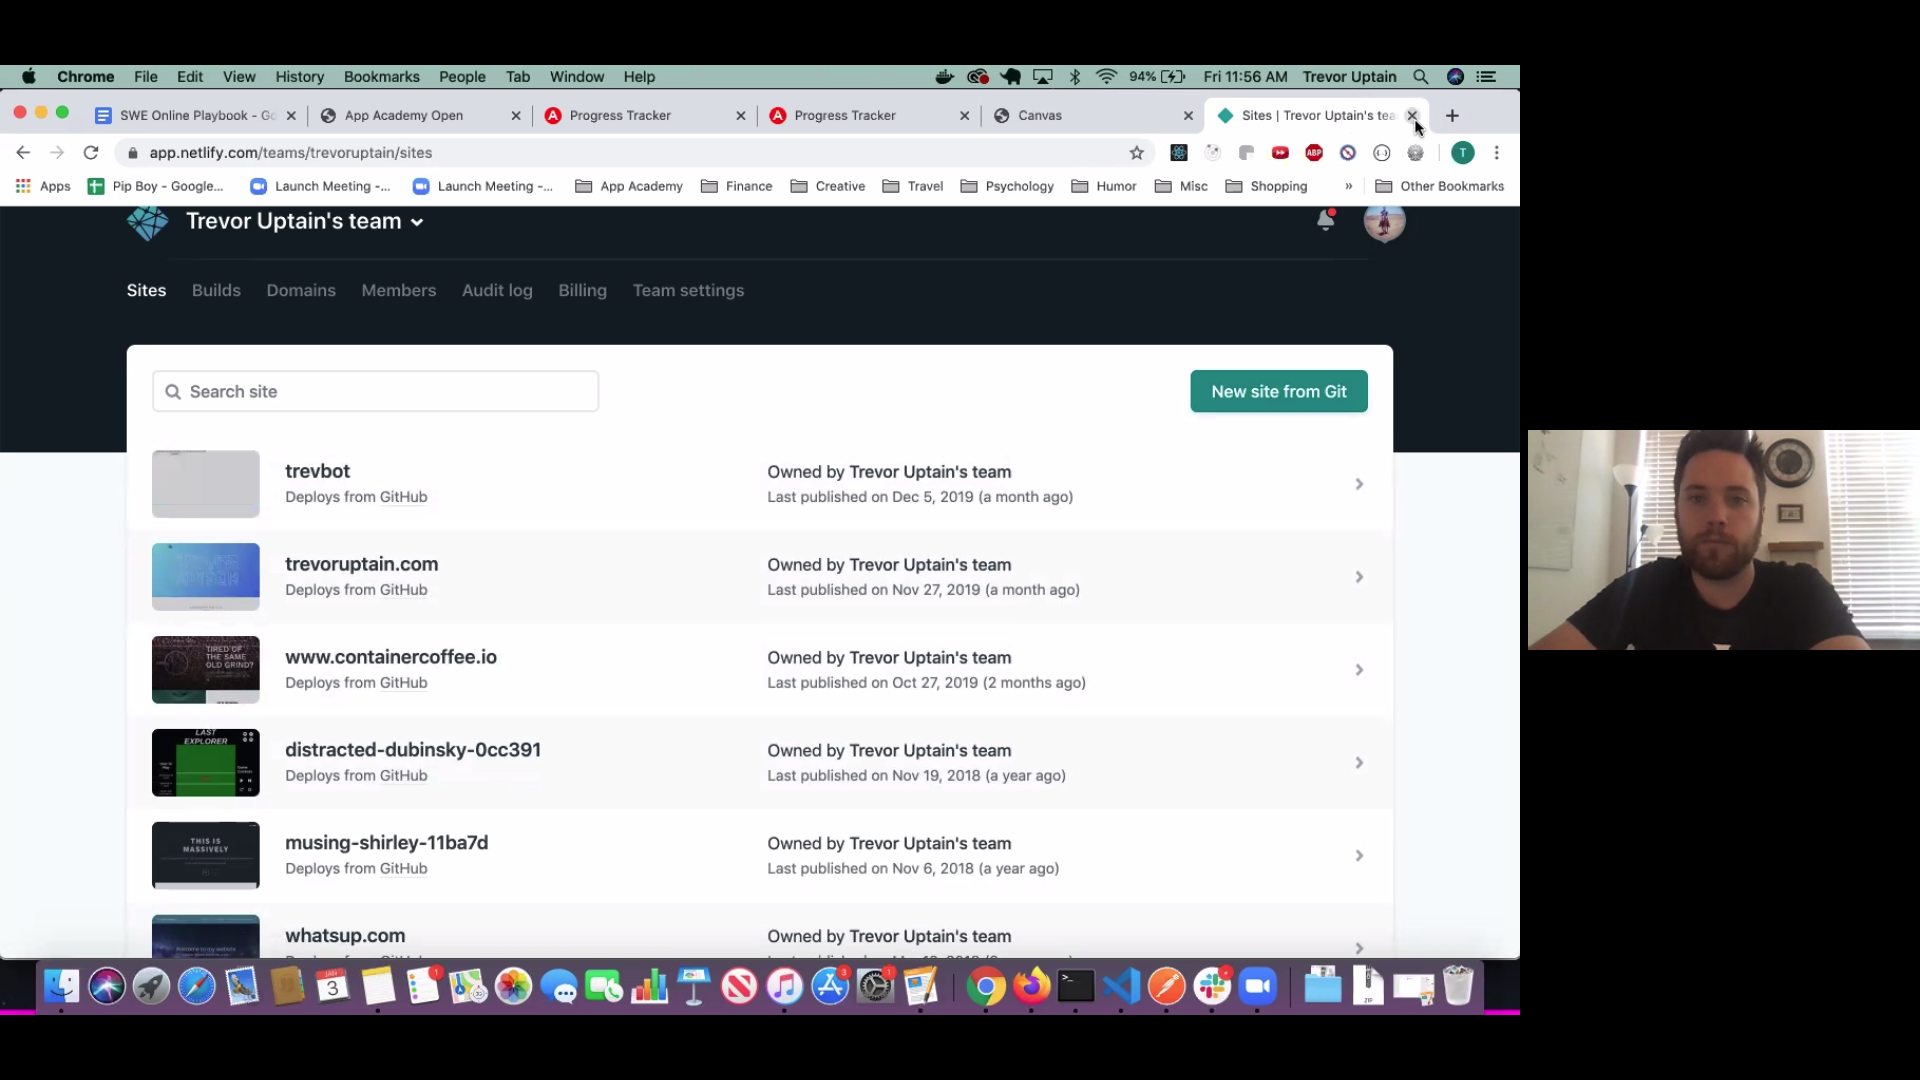 Chrome File Edit View History Bookmarks People Tab Window Help 94% Fri 11:56 AM Trevor Uptain
SWE Online Playbook - Go App Academy Open Progress Tracker Progress Tracker Canvas Sites | Trevor Uptain's tea
app.netlify.com/teams/trevoruptain/sites ABP T
Apps Pip Boy - Google... Launch Meeting -... Launch Meeting -... App Academy Finance Creative Travel Psychology Humor Misc Shopping » Other Bookmarks
Trevor Uptain's team
Sites Builds Domains Members Audit log Billing Team settings
Search site New site from Git
trevbot Owned by Trevor Uptain's team
Deploys from GitHub Last published on Dec 5, 2019 (a month ago)
trevoruptain.com Owned by Trevor Uptain's team
Deploys from GitHub Last published on Nov 27, 2019 (a month ago)
TIRED OF
THE SAME
OLD GRIND?
www.containercoffee.io Owned by Trevor Uptain's team
Deploys from GitHub Last published on Oct 27, 2019 (2 months ago)
LAST
EXPLORER
distracted-dubinsky-0cc391 Owned by Trevor Uptain's team
Deploys from GitHub Last published on Nov 19, 2018 (a year ago)
THIS IS
MASSIVELY
musing-shirley-11ba7d Owned by Trevor Uptain's team
Deploys from GitHub Last published on Nov 6, 2018 (a year ago)
whatsup.com Owned by Trevor Uptain's team
JAN
3 1 3 1 ZIP